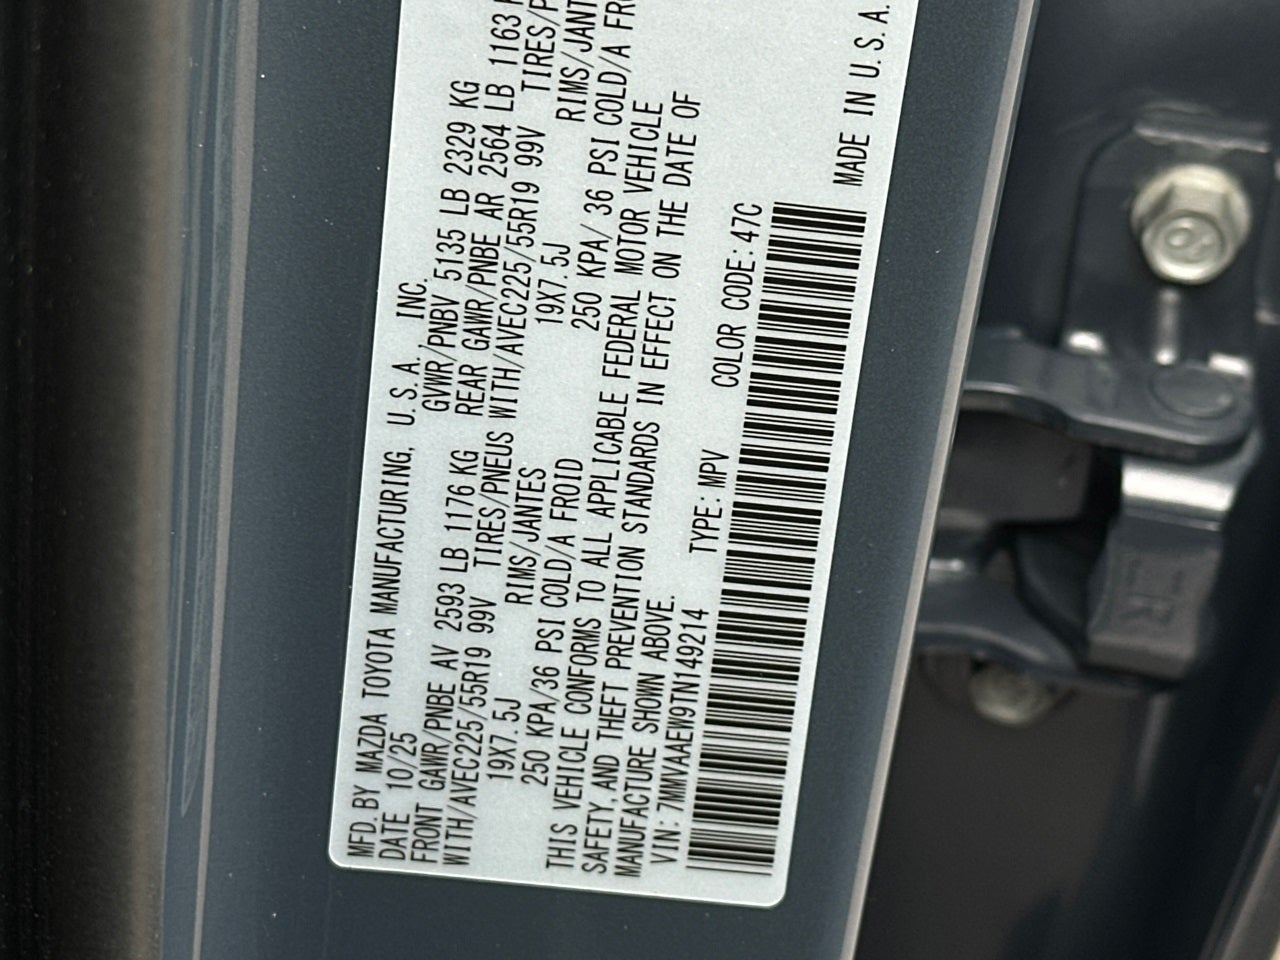 MFD. BY MAZDA TOYOTA MANUFACTURING, U.S.A., INC.
DATE 10/25 GVWR/PNBV 5135 LB 2329 KG
FRONT GAWR/PNBE AV 2593 LB 1176 KG REAR GAWR/PNBE AR 2564 LB 1163
WITH/AVEC225/55R19 99V TIRES/PNEUS WITH/AVEC225/55R19 99V
19X7.5J RIMS/JANTES 19X7.5J
250 KPA/36 PSI COLD/A FROID 250 KPA/ 36 PSI COLD/A
THIS VEHICLE CONFORMS TO ALL APPLICABLE FEDERAL MOTOR VEHICLE
SAFETY, AND THEFT PREVENTION STANDARDS IN EFFECT ON THE DATE OF
MANUFACTURE SHOWN ABOVE.
VIN: 7MMVAAEW9TN149214 TYPE: MPV COLOR CODE: 47C
MADE IN U.S.A.